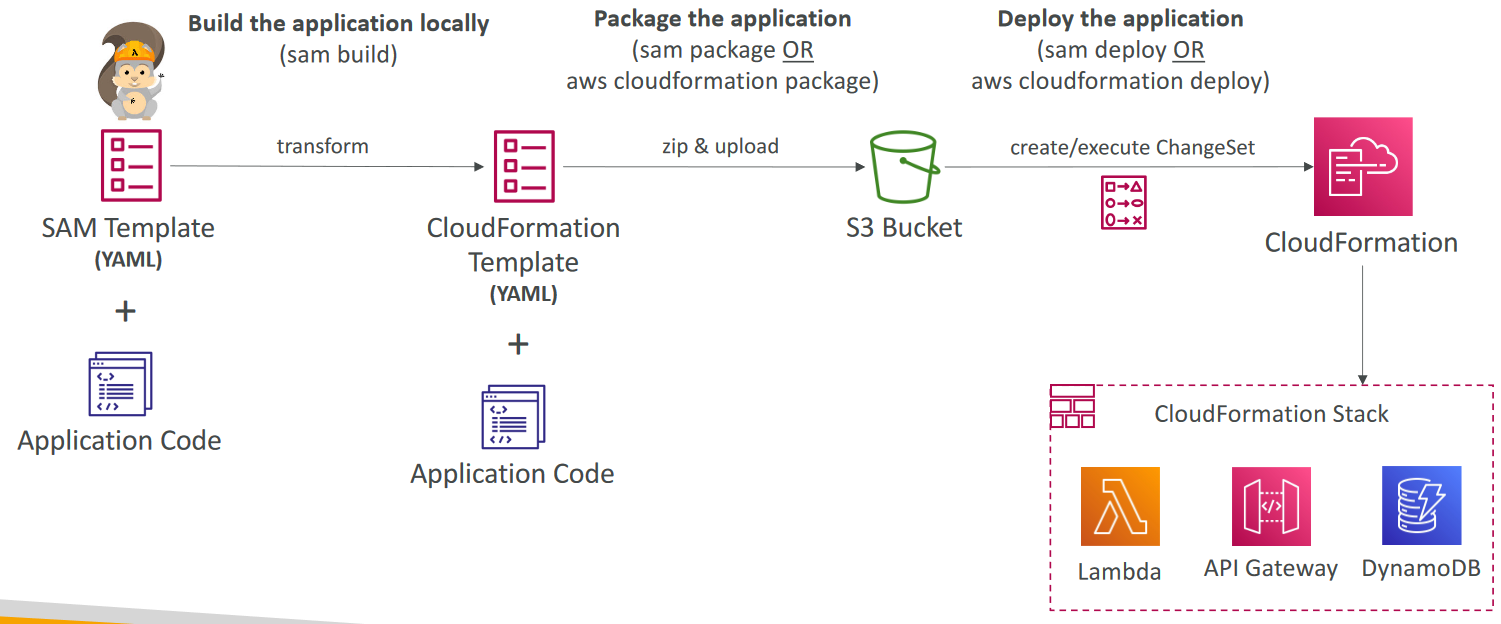 Build the application locally
(sam build)
Package the application
(sam package OR
aws cloudformation package)
Deploy the application
(sam deploy OR
aws cloudformation deploy)
transform
zip & upload
create/execute ChangeSet
SAM Template
(YAML)
+
Application Code
CloudFormation
Template
(YAML)
+
Application Code
S3 Bucket
CloudFormation
CloudFormation Stack
Lambda
API Gateway
DynamoDB